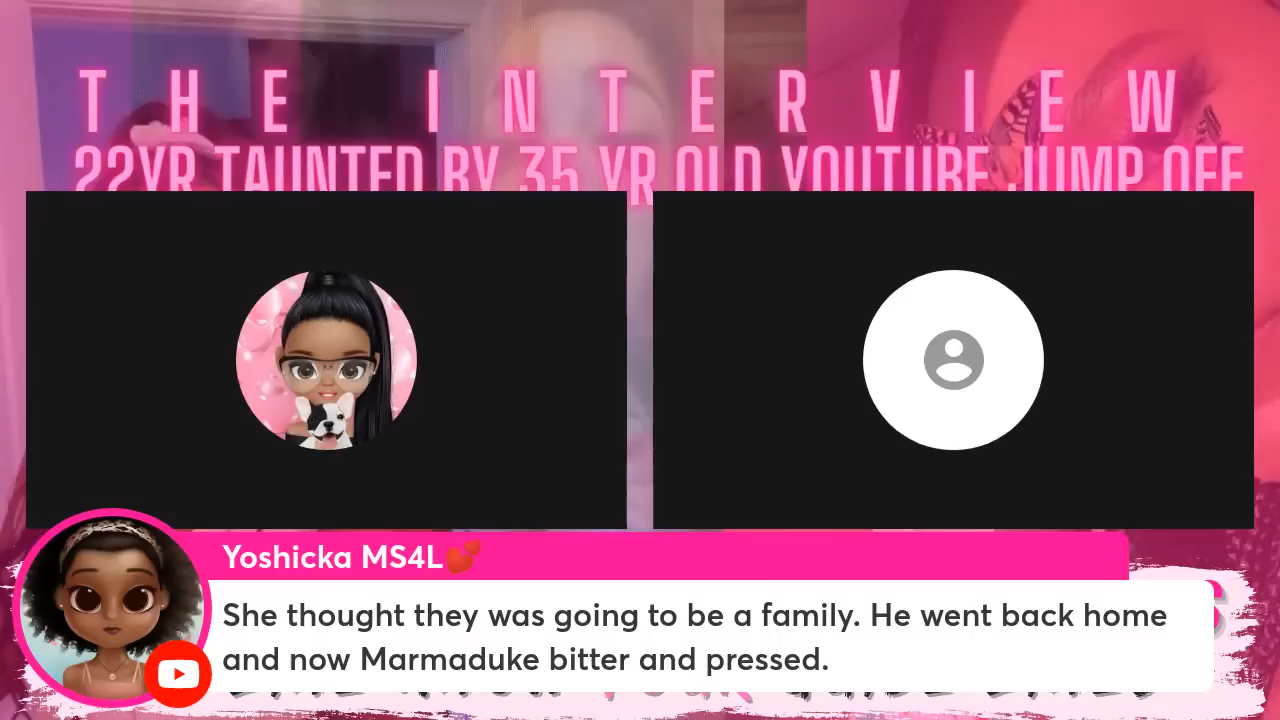 THE INTERVIEW
22YR TAUNTED BY 35 YR OLD YOUTUBE JUMP OFF
Yoshicka MS4L💕
She thought they was going to be a family. He went back home
and now Marmaduke bitter and pressed.